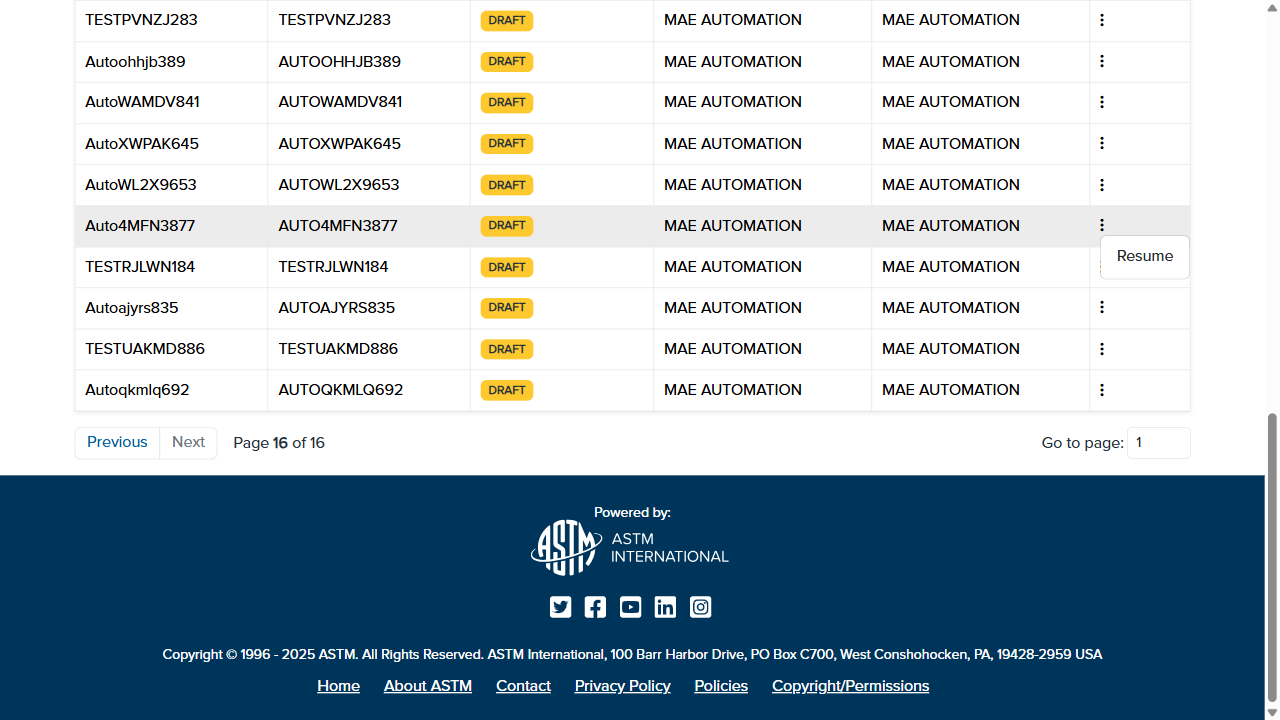 TESTPVNZJ283 TESTPVNZJ283 DRAFT MAE AUTOMATION MAE AUTOMATION
Autoohhjb389 AUTOOHHJB389 DRAFT MAE AUTOMATION MAE AUTOMATION
AutoWAMDV841 AUTOWAMDV841 DRAFT MAE AUTOMATION MAE AUTOMATION
AutoXWPAK645 AUTOXWPAK645 DRAFT MAE AUTOMATION MAE AUTOMATION
AutoWL2X9653 AUTOWL2X9653 DRAFT MAE AUTOMATION MAE AUTOMATION
Auto4MFN3877 AUTO4MFN3877 DRAFT MAE AUTOMATION MAE AUTOMATION
Resume
TESTRJLWN184 TESTRJLWN184 DRAFT MAE AUTOMATION MAE AUTOMATION
Autoajyrs835 AUTOAJYRS835 DRAFT MAE AUTOMATION MAE AUTOMATION
TESTUAKMD886 TESTUAKMD886 DRAFT MAE AUTOMATION MAE AUTOMATION
Autoqkmlq692 AUTOQKMLQ692 DRAFT MAE AUTOMATION MAE AUTOMATION
Previous Next Page 16 of 16 Go to page: 1
Powered by:
ASTM
ASTM
INTERNATIONAL
Copyright © 1996 - 2025 ASTM. All Rights Reserved. ASTM International, 100 Barr Harbor Drive, PO Box C700, West Conshohocken, PA, 19428-2959 USA
Home About ASTM Contact Privacy Policy Policies Copyright/Permissions